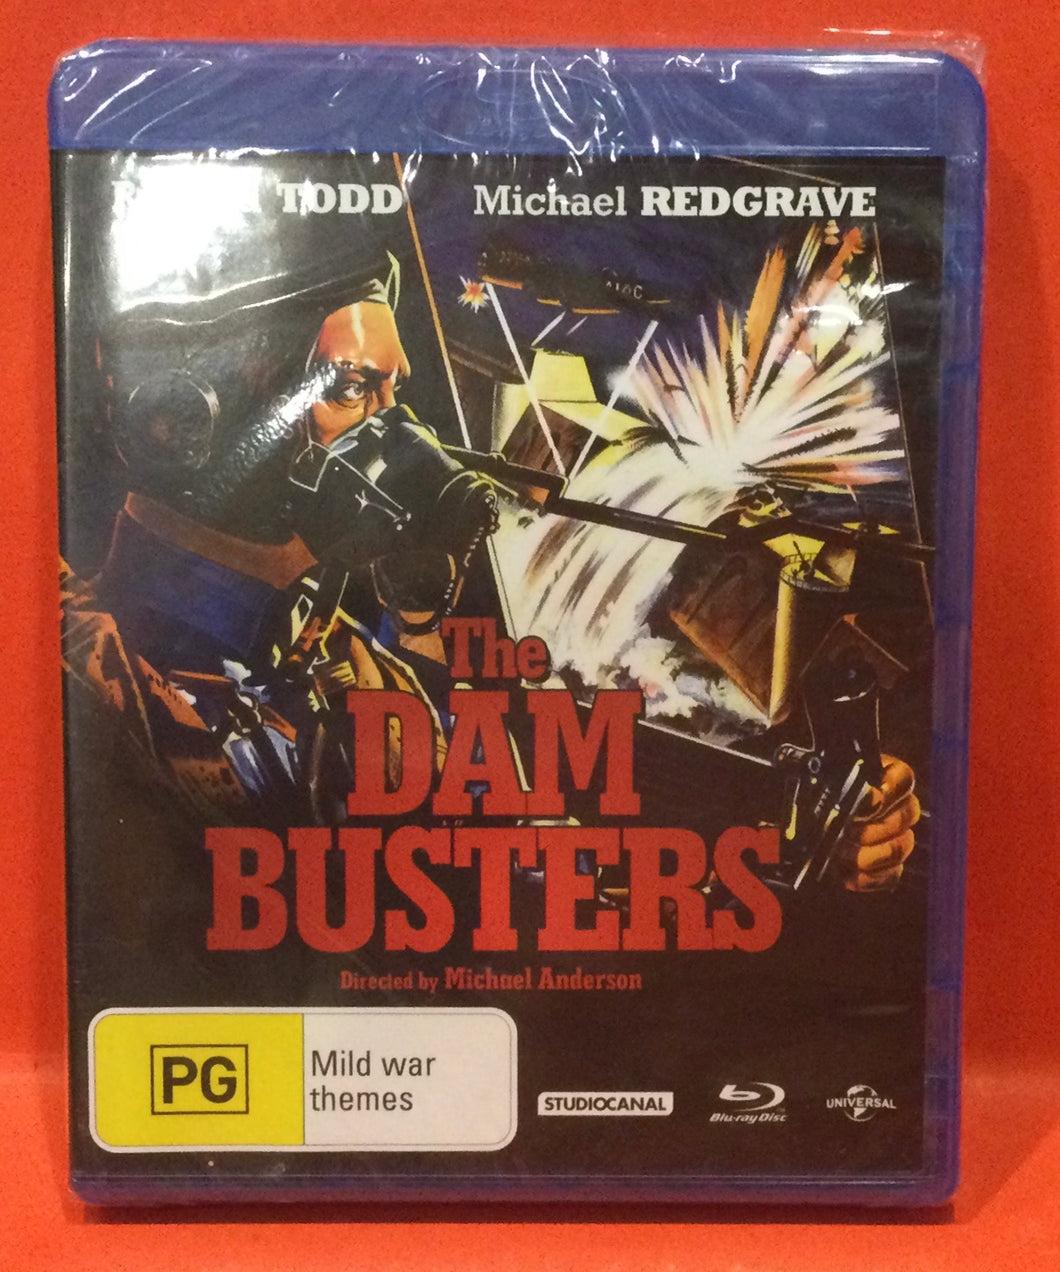 TODD Michael REDGRAVE
The
DAM
BUSTERS
Directed by Michael Anderson
PG Mild war
themes
STUDIOCANAL
Blu-ray Disc
UNIVERSAL